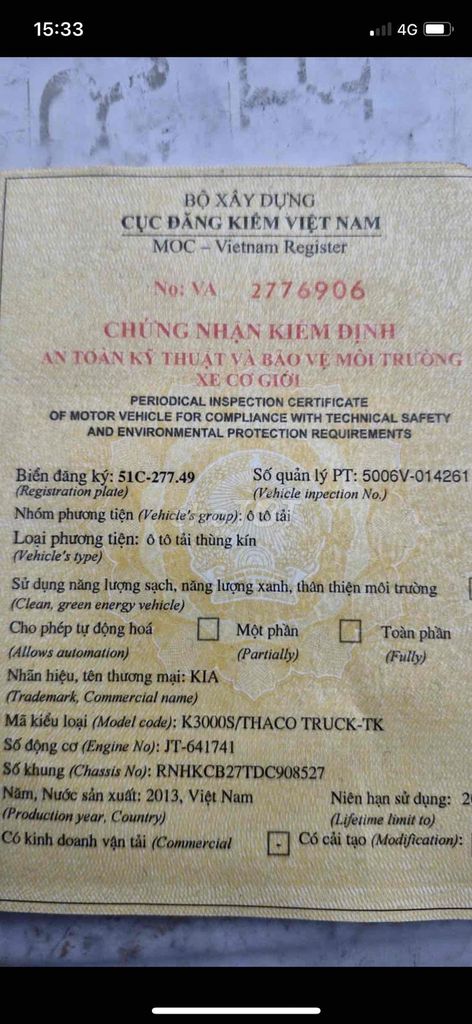 15:33 4G
BỘ XÂY DỰNG
CỤC ĐĂNG KIỂM VIỆT NAM
MOC – Vietnam Register
No: VA 2776906
CHỨNG NHẬN KIỂM ĐỊNH
AN TOÀN KỸ THUẬT VÀ BẢO VỆ MÔI TRƯỜNG
XE CƠ GIỚI
PERIODICAL INSPECTION CERTIFICATE
OF MOTOR VEHICLE FOR COMPLIANCE WITH TECHNICAL SAFETY
AND ENVIRONMENTAL PROTECTION REQUIREMENTS
Biển đăng ký: 51C-277.49 Số quản lý PT: 5006V-014261
(Registration plate) (Vehicle inpection No.)
Nhóm phương tiện (Vehicle's group): ô tô tải
Loại phương tiện: ô tô tải thùng kín
(Vehicle's type)
Sử dụng năng lượng sạch, năng lượng xanh, thân thiện môi trường
(Clean, green energy vehicle)
Cho phép tự động hoá Một phần Toàn phần
(Allows automation) (Partially) (Fully)
Nhãn hiệu, tên thương mại: KIA
(Trademark, Commercial name)
Mã kiểu loại (Model code): K3000S/THACO TRUCK-TK
Số động cơ (Engine No): JT-641741
Số khung (Chassis No): RNHKCB27TDC908527
Năm, Nước sản xuất: 2013, Việt Nam Niên hạn sử dụng: 2
(Production year, Country) (Lifetime limit to)
Có kinh doanh vận tải (Commercial - Có cải tạo (Modification):